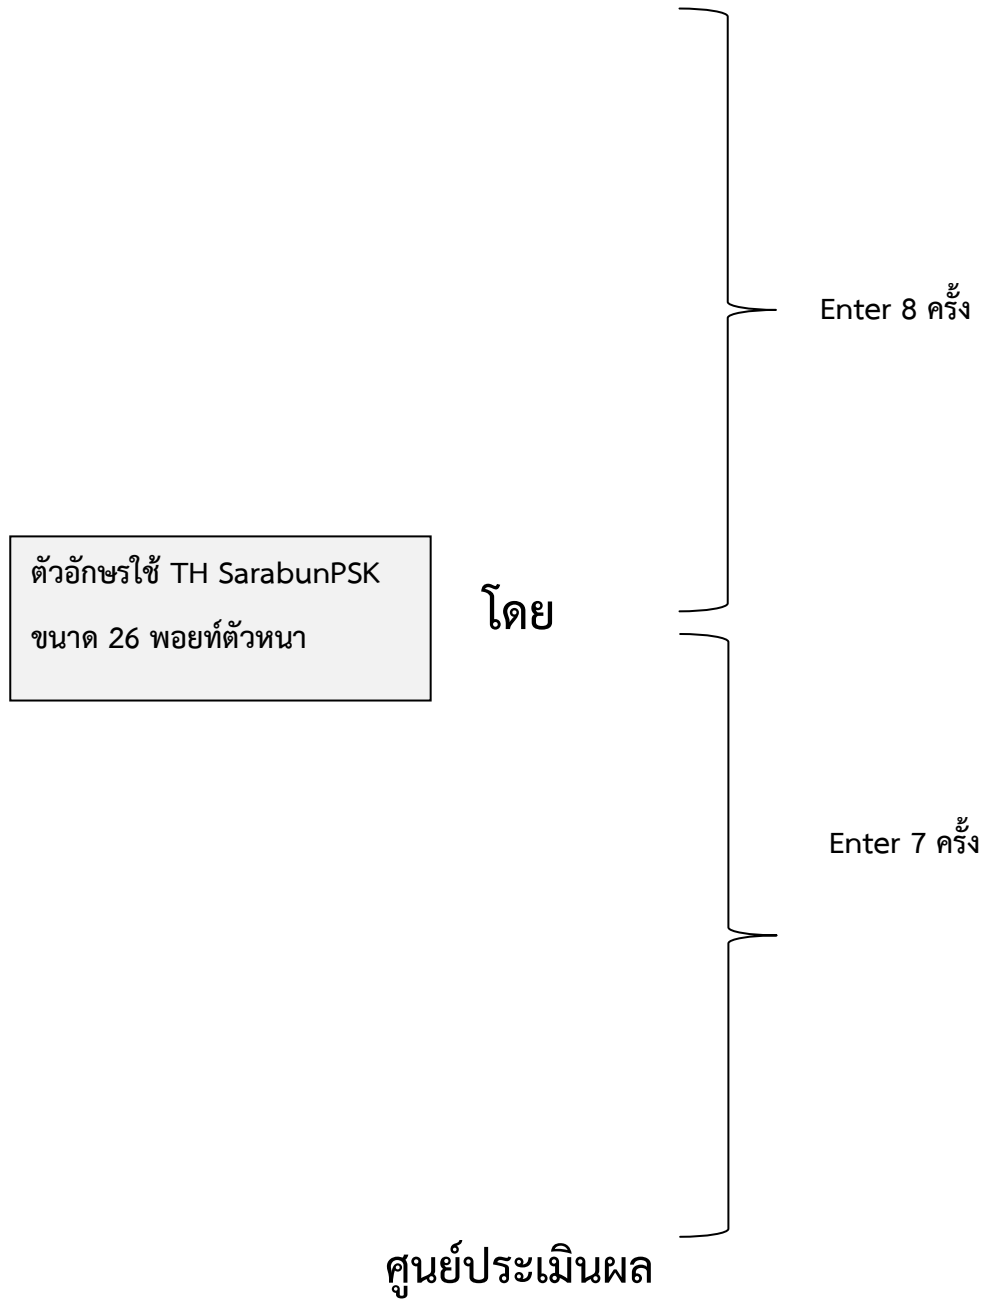 Enter 8 ครั้ง
ตัวอักษรใช้ TH SarabunPSK
ขนาด 26 พอยท์ตัวหนา
โดย
Enter 7 ครั้ง
ศูนย์ประเมินผล